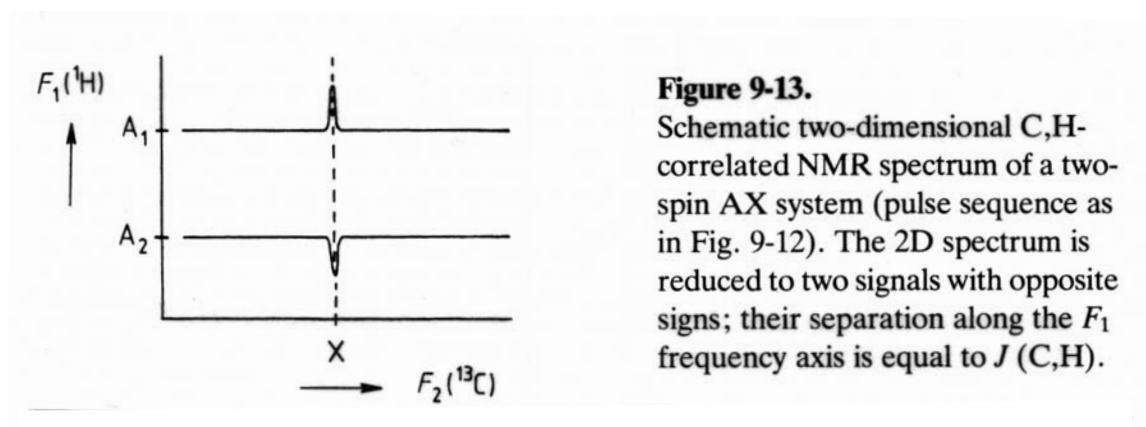 F₁(¹H)
A₁
A₂
X
F₂(¹³C)
Figure 9-13.
Schematic two-dimensional C,H-
correlated NMR spectrum of a two-
spin AX system (pulse sequence as
in Fig. 9-12). The 2D spectrum is
reduced to two signals with opposite
signs; their separation along the F₁
frequency axis is equal to J (C,H).